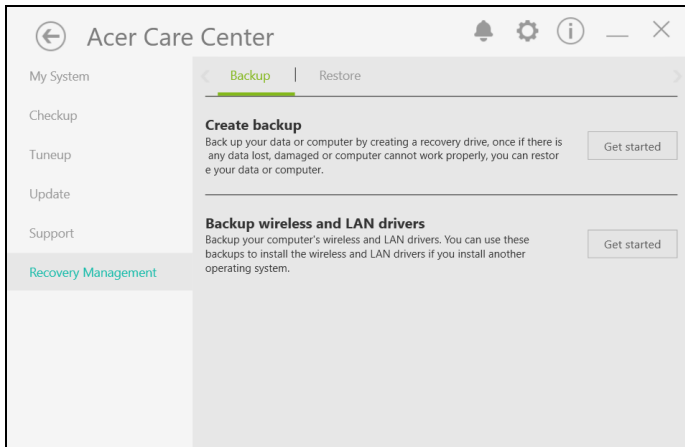 Acer Care Center
My System
Checkup
Tuneup
Update
Support
Recovery Management
Backup
Restore
Create backup
Back up your data or computer by creating a recovery drive, once if there is
any data lost, damaged or computer cannot work properly, you can restor
e your data or computer.
Get started
Backup wireless and LAN drivers
Backup your computer's wireless and LAN drivers. You can use these
backups to install the wireless and LAN drivers if you install another
operating system.
Get started